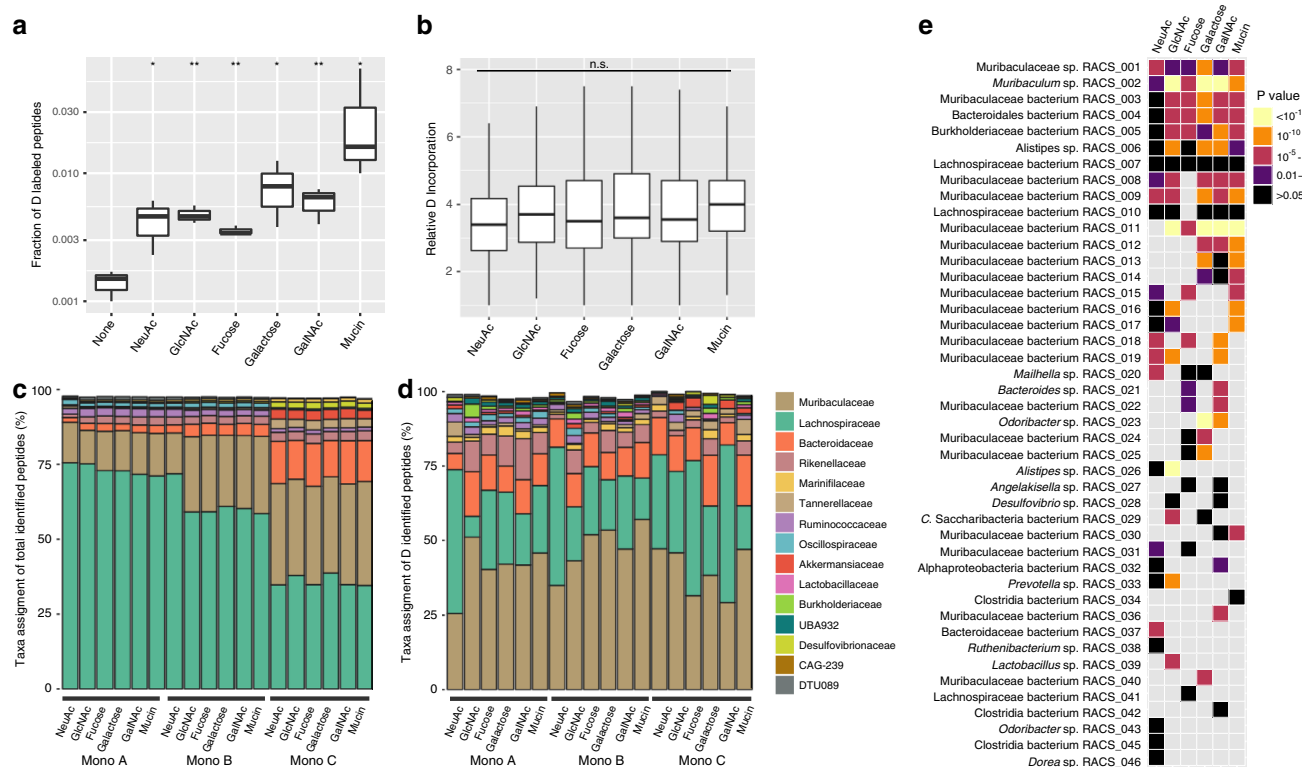 a
Fraction of D labeled peptides
0.030
0.010
0.003
0.001
*
**
**
*
**
*
None
NeuAc
GlcNAc
Fucose
Galactose
GalNAc
Mucin
b
Relative D Incorporation
8
6
4
2
n.s.
NeuAc
GlcNAc
Fucose
Galactose
GalNAc
Mucin
c
Taxa assigment of total identified peptides (%)
100
75
50
25
0
NeuAc
GlcNAc
Fucose
Galactose
GalNAc
Mucin
NeuAc
GlcNAc
Fucose
Galactose
GalNAc
Mucin
NeuAc
GlcNAc
Fucose
Galactose
GalNAc
Mucin
Mono A
Mono B
Mono C
d
Taxa assigment of D identified peptides (%)
100
75
50
25
0
NeuAc
GlcNAc
Fucose
Galactose
GalNAc
Mucin
NeuAc
GlcNAc
Fucose
Galactose
GalNAc
Mucin
NeuAc
GlcNAc
Fucose
Galactose
GalNAc
Mucin
Mono A
Mono B
Mono C
Muribaculaceae
Lachnospiraceae
Bacteroidaceae
Rikenellaceae
Marinifilaceae
Tannerellaceae
Ruminococcaceae
Oscillospiraceae
Akkermansiaceae
Lactobacillaceae
Burkholderiaceae
UBA932
Desulfovibrionaceae
CAG-239
DTU089
e
NeuAc
GlcNAc
Fucose
Galactose
GalNAc
Mucin
Muribaculaceae sp. RACS_001
Muribaculum sp. RACS_002
Muribaculaceae bacterium RACS_003
Bacteroidales bacterium RACS_004
Burkholderiaceae bacterium RACS_005
Alistipes sp. RACS_006
Lachnospiraceae bacterium RACS_007
Muribaculaceae bacterium RACS_008
Muribaculaceae bacterium RACS_009
Lachnospiraceae bacterium RACS_010
Muribaculaceae bacterium RACS_011
Muribaculaceae bacterium RACS_012
Muribaculaceae bacterium RACS_013
Muribaculaceae bacterium RACS_014
Muribaculaceae bacterium RACS_015
Muribaculaceae bacterium RACS_016
Muribaculaceae bacterium RACS_017
Muribaculaceae bacterium RACS_018
Muribaculaceae bacterium RACS_019
Mailhella sp. RACS_020
Bacteroides sp. RACS_021
Muribaculaceae bacterium RACS_022
Odoribacter sp. RACS_023
Muribaculaceae bacterium RACS_024
Muribaculaceae bacterium RACS_025
Alistipes sp. RACS_026
Angelakisella sp. RACS_027
Desulfovibrio sp. RACS_028
C. Saccharibacteria bacterium RACS_029
Muribaculaceae bacterium RACS_030
Muribaculaceae bacterium RACS_031
Alphaproteobacteria bacterium RACS_032
Prevotella sp. RACS_033
Clostridia bacterium RACS_034
Muribaculaceae bacterium RACS_036
Bacteroidaceae bacterium RACS_037
Ruthenibacterium sp. RACS_038
Lactobacillus sp. RACS_039
Muribaculaceae bacterium RACS_040
Lachnospiraceae bacterium RACS_041
Clostridia bacterium RACS_042
Odoribacter sp. RACS_043
Clostridia bacterium RACS_045
Dorea sp. RACS_046
P value
<10-1
10-10
10-5-
0.01-
>0.05